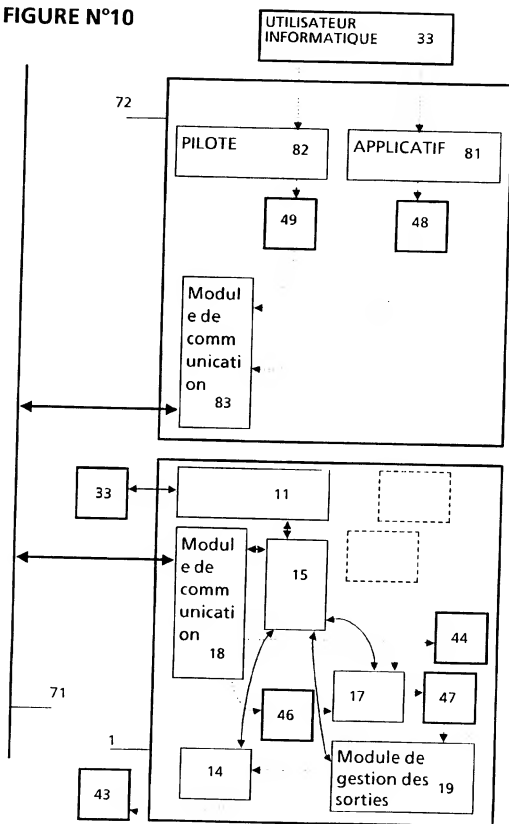 FIGURE N°10
UTILISATEUR
INFORMATIQUE 33
72
PILOTE 82
APPLICATIF 81
49
48
Modul
e de
comm
unicati
on
83
33
11
Modul
e de
comm
unicati
on
18
15
44
71
17
47
46
1
14
Module de
gestion des
sorties 19
43